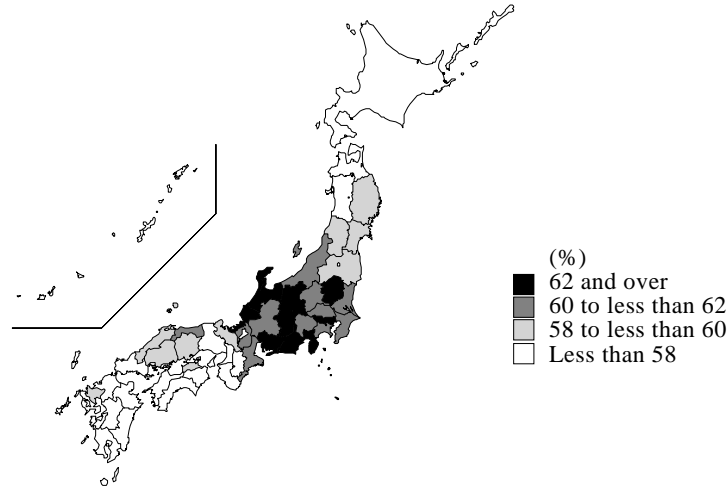 (%)
62 and over
60 to less than 62
58 to less than 60
Less than 58